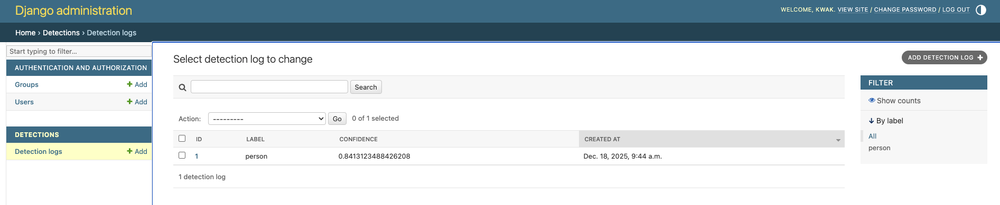 Django administration
WELCOME, KWAK. VIEW SITE / CHANGE PASSWORD / LOG OUT
Home › Detections › Detection logs
Start typing to filter...
AUTHENTICATION AND AUTHORIZATION
Groups + Add
Users + Add
DETECTIONS
Detection logs + Add
Select detection log to change
ADD DETECTION LOG +
Search
Action: --------- Go 0 of 1 selected
ID LABEL CONFIDENCE CREATED AT
1 person 0.8413123488426208 Dec. 18, 2025, 9:44 a.m.
1 detection log
FILTER
Show counts
↓ By label
All
person